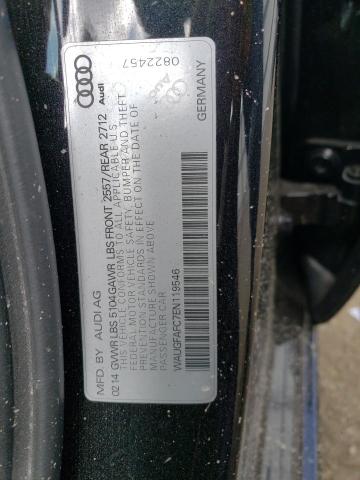 MFD. BY AUDI AG
Audi
02 14 GVWR LBS 5104 GAWR LBS FRONT 2557/REAR 2712
THIS VEHICLE CONFORMS TO ALL APPLICABLE U.S.
FEDERAL MOTOR VEHICLE SAFETY, BUMPER AND THEFT
PREVENTION STANDARDS IN EFFECT ON THE DATE OF
MANUFACTURE SHOWN ABOVE.
PASSENGER CAR
WAUGFAFC7EN119546
0822457
Audi
GERMANY